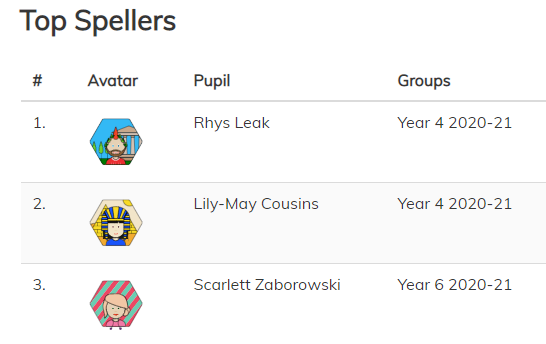 Top Spellers
# Avatar Pupil Groups
1. Rhys Leak Year 4 2020-21
2. Lily-May Cousins Year 4 2020-21
3. Scarlett Zaborowski Year 6 2020-21